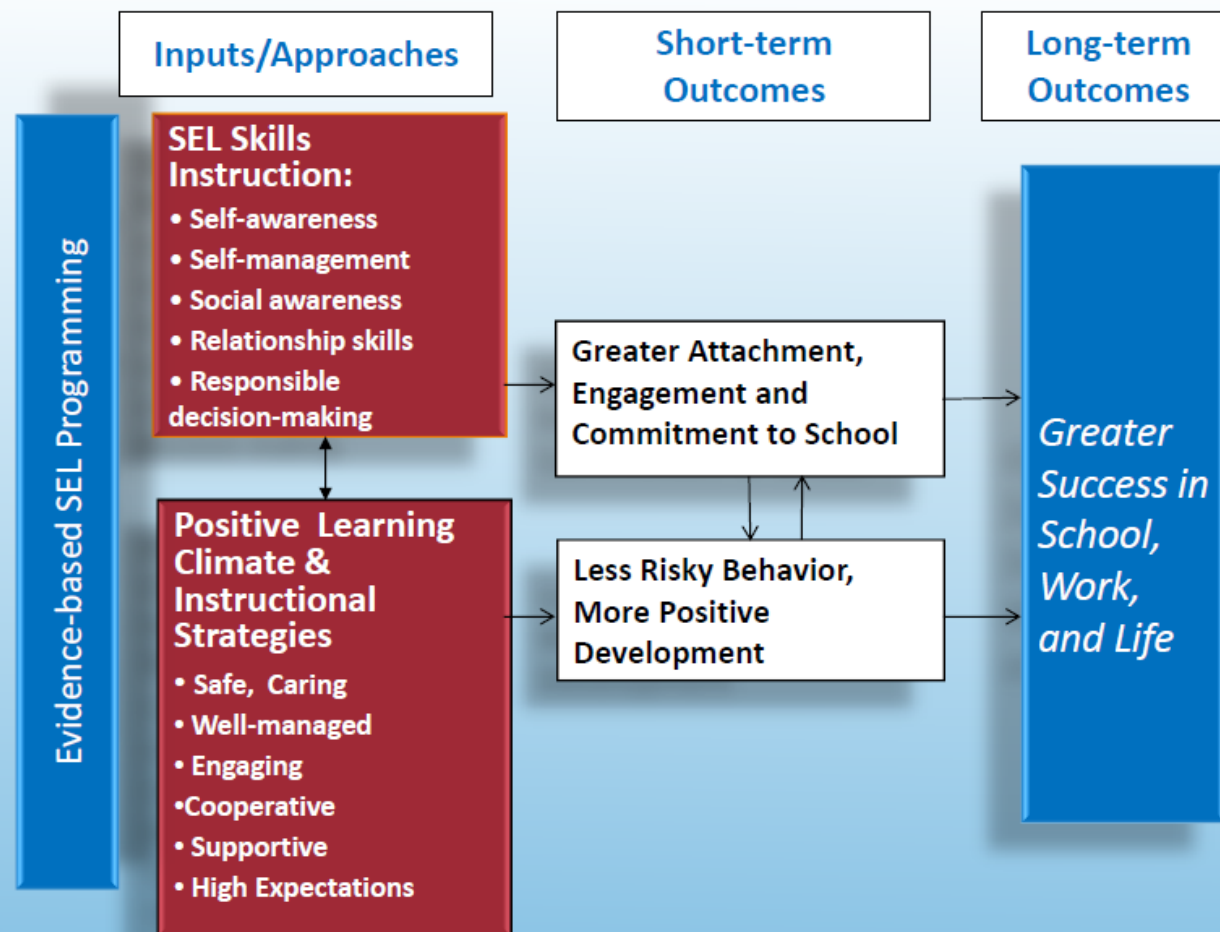 Inputs/Approaches
Short-term
Outcomes
Long-term
Outcomes
Evidence-based SEL Programming
SEL Skills
Instruction:
• Self-awareness
• Self-management
• Social awareness
• Relationship skills
• Responsible
decision-making
Positive Learning
Climate &
Instructional
Strategies
• Safe, Caring
• Well-managed
• Engaging
•Cooperative
• Supportive
• High Expectations
Greater Attachment,
Engagement and
Commitment to School
Less Risky Behavior,
More Positive
Development
Greater
Success in
School,
Work,
and Life